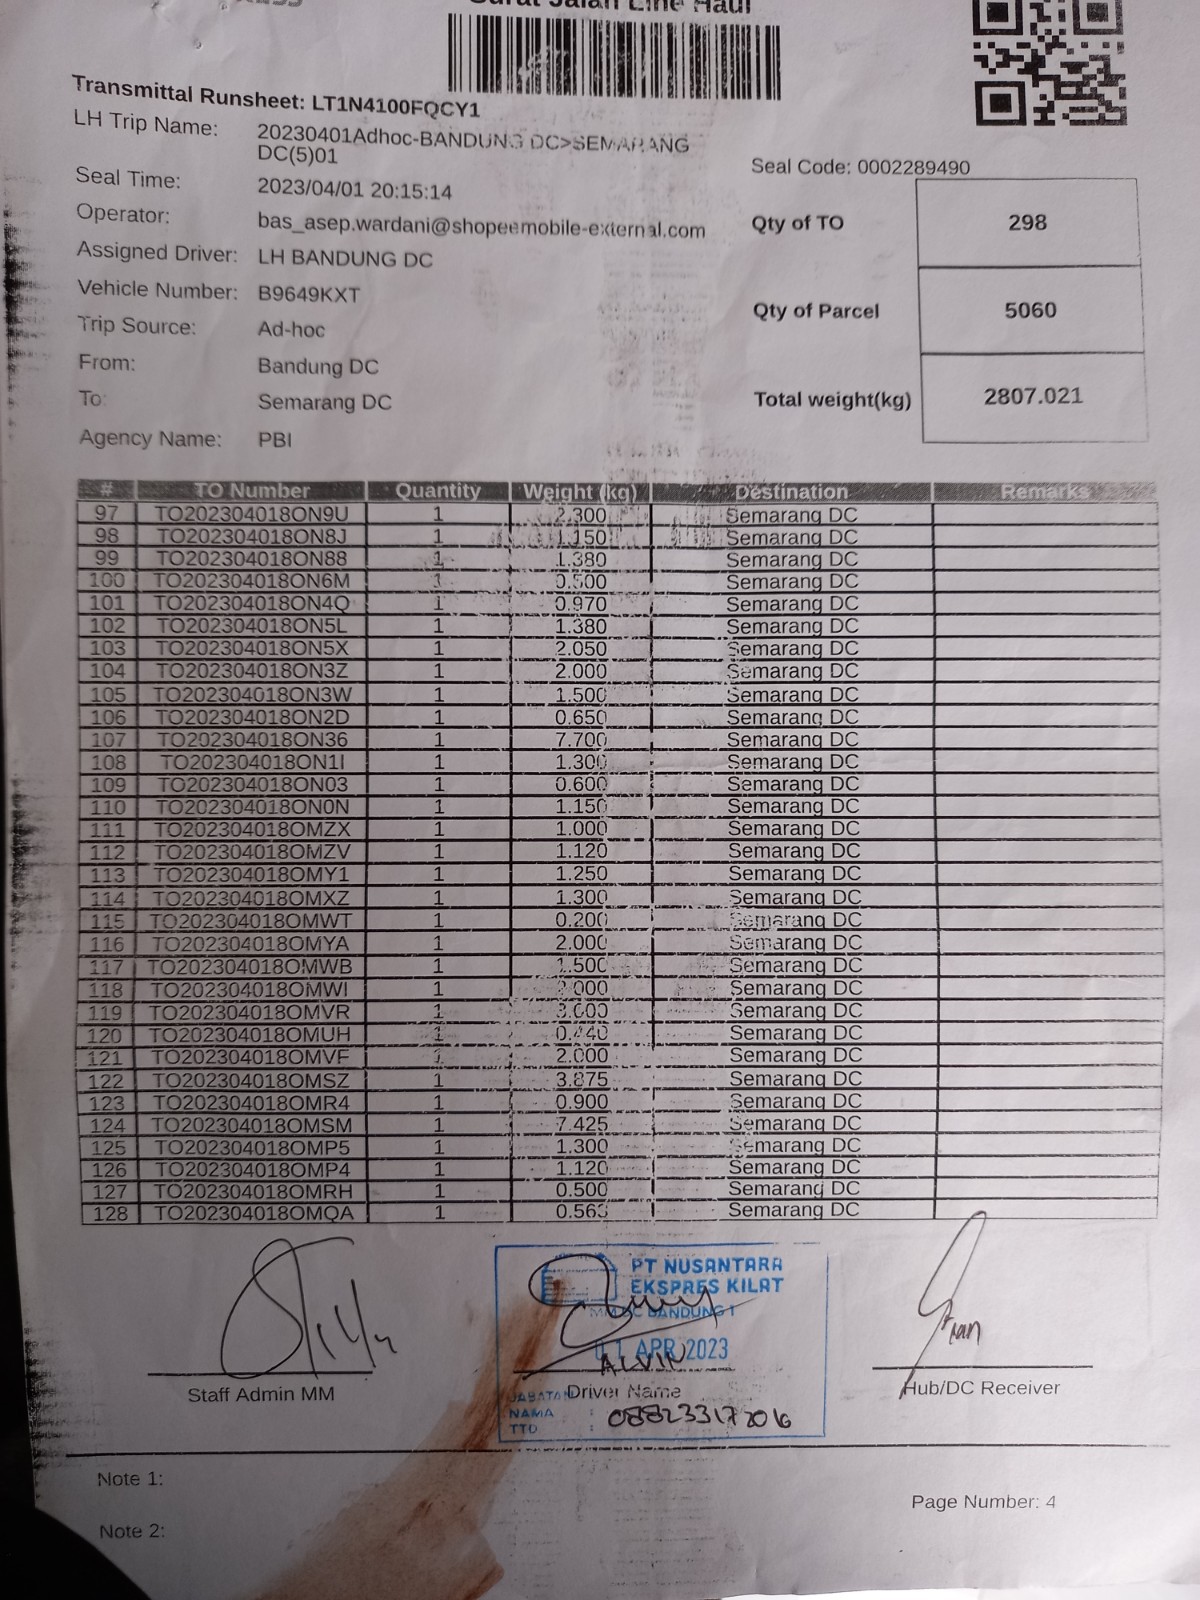 Surat Jalan Line Haul
Transmittal Runsheet: LT1N4100FQCY1
LH Trip Name: 20230401Adhoc-BANDUNG DC>SEMARANG
DC(5)01
Seal Code: 0002289490
Seal Time: 2023/04/01 20:15:14
Operator: bas_asep.wardani@shopeemobile-external.com
Qty of TO 298
Assigned Driver: LH BANDUNG DC
Vehicle Number: B9649KXT
Qty of Parcel 5060
Trip Source: Ad-hoc
From: Bandung DC
To: Semarang DC
Total weight(kg) 2807.021
Agency Name: PBI
# TO Number Quantity Weight (kg) Destination Remarks
97 TO202304018ON9U 1 2.300 Semarang DC
98 TO202304018ON8J 1 1.150 Semarang DC
99 TO202304018ON88 1 1.380 Semarang DC
100 TO202304018ON6M 1 0.500 Semarang DC
101 TO202304018ON4Q 1 0.970 Semarang DC
102 TO202304018ON5L 1 1.380 Semarang DC
103 TO202304018ON5X 1 2.050 Semarang DC
104 TO202304018ON3Z 1 2.000 Semarang DC
105 TO202304018ON3W 1 1.500 Semarang DC
106 TO202304018ON2D 1 0.650 Semarang DC
107 TO202304018ON36 1 7.700 Semarang DC
108 TO202304018ON1I 1 1.300 Semarang DC
109 TO202304018ON03 1 0.600 Semarang DC
110 TO202304018ON0N 1 1.150 Semarang DC
111 TO202304018OMZX 1 1.000 Semarang DC
112 TO202304018OMZV 1 1.120 Semarang DC
113 TO202304018OMY1 1 1.250 Semarang DC
114 TO202304018OMXZ 1 1.300 Semarang DC
115 TO202304018OMWT 1 0.200 Semarang DC
116 TO202304018OMYA 1 2.000 Semarang DC
117 TO202304018OMWB 1 1.500 Semarang DC
118 TO202304018OMWI 1 Semarang DC
119 TO202304018OMVR 1 3.000 Semarang DC
120 TO202304018OMUH 1 0.440 Semarang DC
121 TO202304018OMVF 1 2.000 Semarang DC
122 TO202304018OMSZ 1 3.875 Semarang DC
123 TO202304018OMR4 1 0.900 Semarang DC
124 TO202304018OMSM 1 7.425 Semarang DC
125 TO202304018OMP5 1 1.300 Semarang DC
126 TO202304018OMP4 1 1.120 Semarang DC
127 TO202304018OMRH 1 0.500 Semarang DC
128 TO202304018OMQA 1 0.563 Semarang DC
PT NUSANTARA
EKSPRES KILAT
BANDUNG 1
APR 2023
ALVIN
Staff Admin MM
JABATAN
Driver Name
Hub/DC Receiver
NAMA : 088233172016
TTD :
Note 1:
Page Number: 4
Note 2: